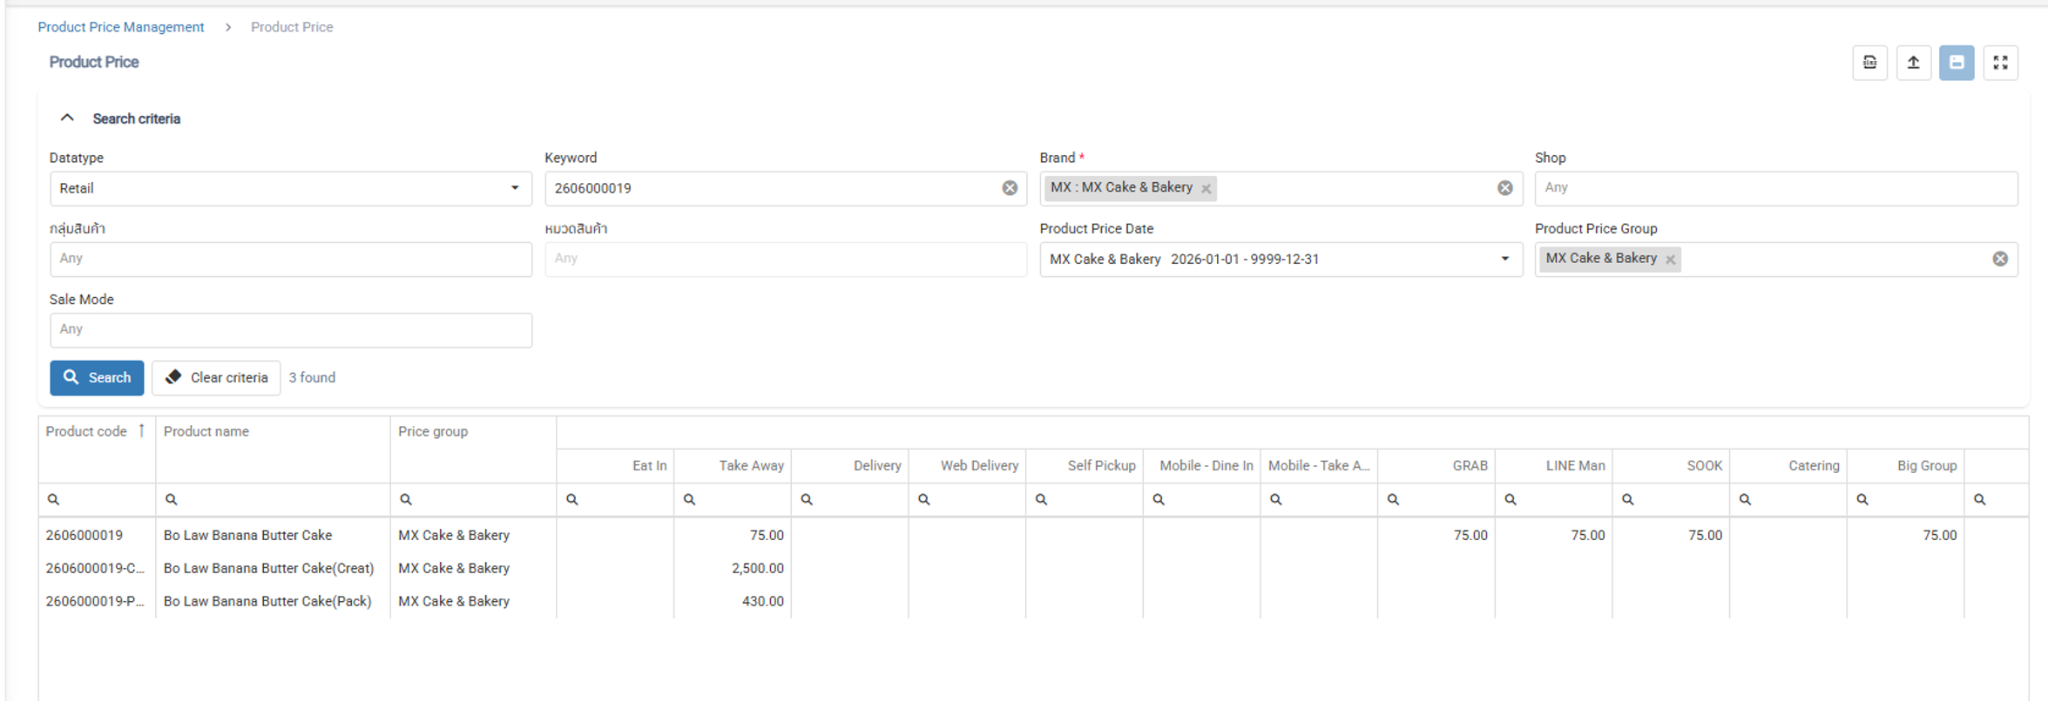 Product Price Management > Product Price
Product Price
Search criteria
Datatype Keyword Brand * Shop
Retail 2606000019 MX : MX Cake & Bakery Any
กลุ่มสินค้า หมวดสินค้า Product Price Date Product Price Group
Any Any MX Cake & Bakery 2026-01-01 - 9999-12-31 MX Cake & Bakery
Sale Mode
Any
Search Clear criteria 3 found
Product code ↑ Product name Price group
Eat In Take Away Delivery Web Delivery Self Pickup Mobile - Dine In Mobile - Take A... GRAB LINE Man SOOK Catering Big Group
2606000019 Bo Law Banana Butter Cake MX Cake & Bakery 75.00 75.00 75.00 75.00 75.00
2606000019-C... Bo Law Banana Butter Cake(Creat) MX Cake & Bakery 2,500.00
2606000019-P... Bo Law Banana Butter Cake(Pack) MX Cake & Bakery 430.00